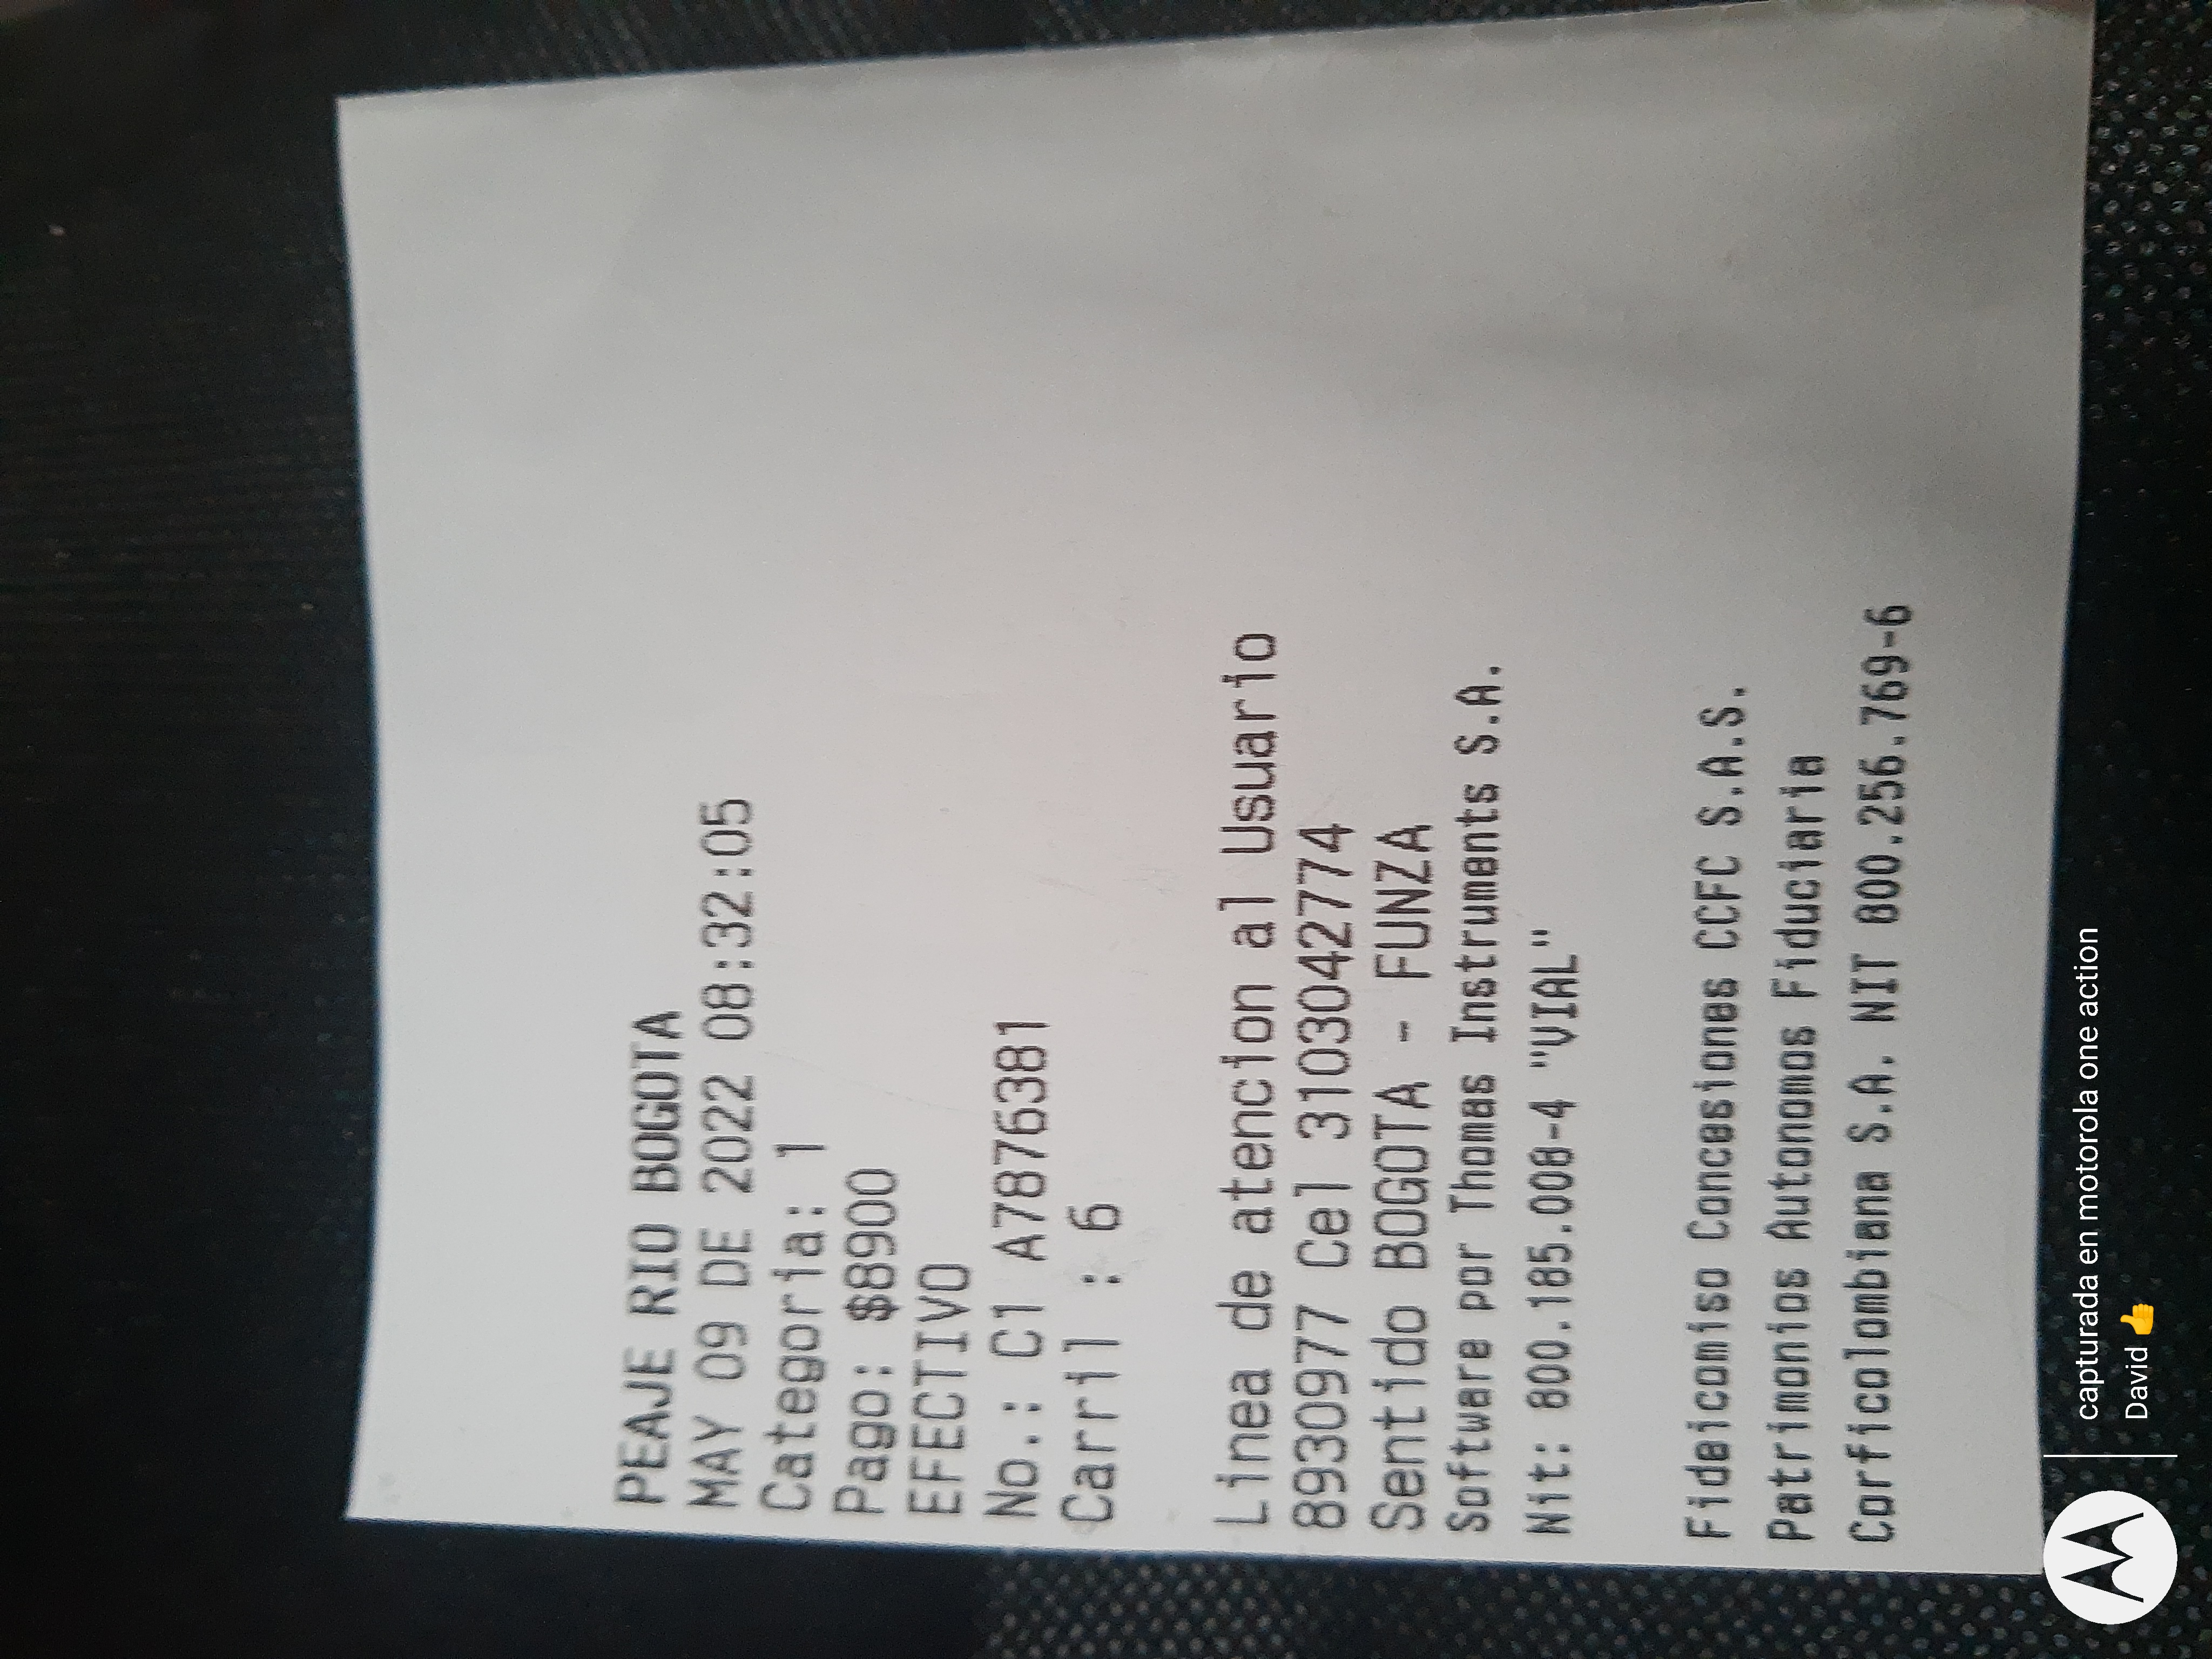 PEAJE RIO BOGOTA
MAY 09 DE 2022 08:32:05
Categoria: 1
Pago: $8900
EFECTIVO
No.: C1 A7876381
Carril : 6
Linea de atencion al Usuario
8930977 Cel 3103042774
Sentido BOGOTA - FUNZA
Software por Thomas Instruments S.A.
Nit: 800.185.008-4 "VIAL"
Fideicomiso Concesiones CCFC S.A.S.
Patrimonios Autonomos Fiduciaria
Corficolombiana S.A. NIT 800.256.769-6
capturada en motorola one action
David 👍